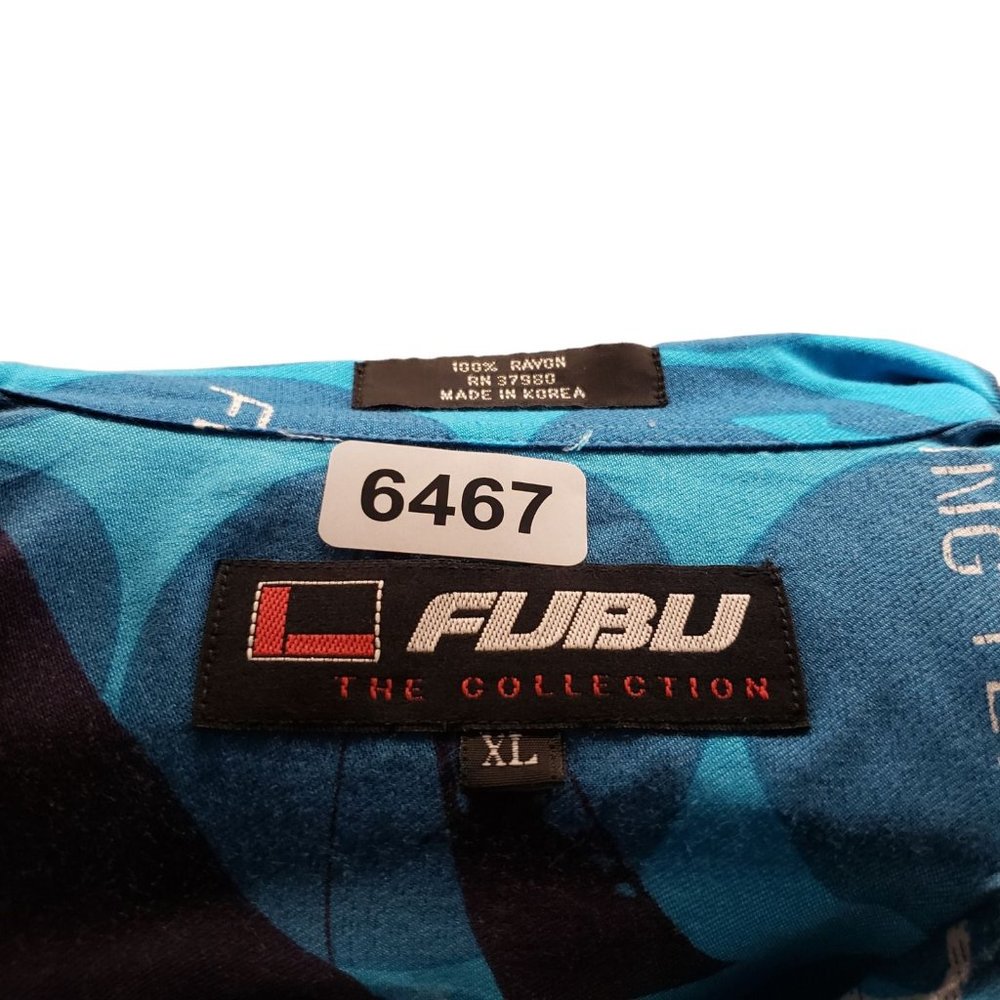 100% RAYON
RN 37980
MADE IN KOREA
6467
FUBU
THE COLLECTION
XL